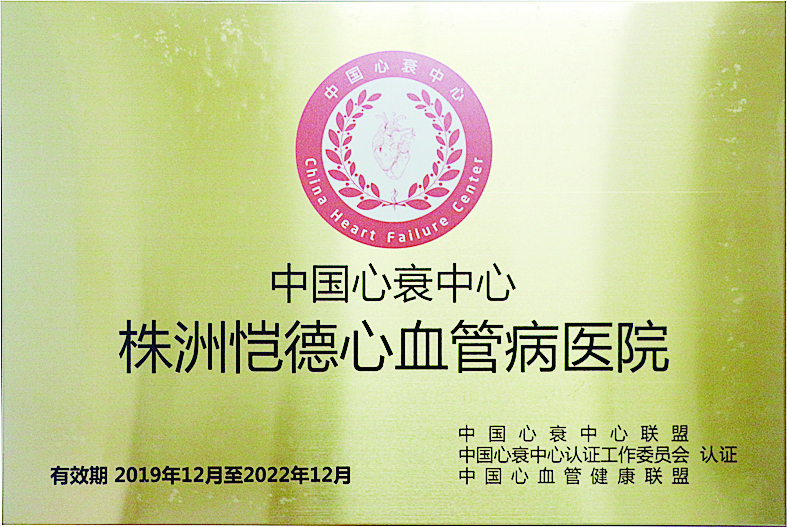 中国心衰中心
China Heart Failure Center
中国心衰中心
株洲恺德心血管病医院
中国心衰中心联盟
中国心衰中心认证工作委员会 认证
中国心血管健康联盟
有效期 2019年12月至2022年12月